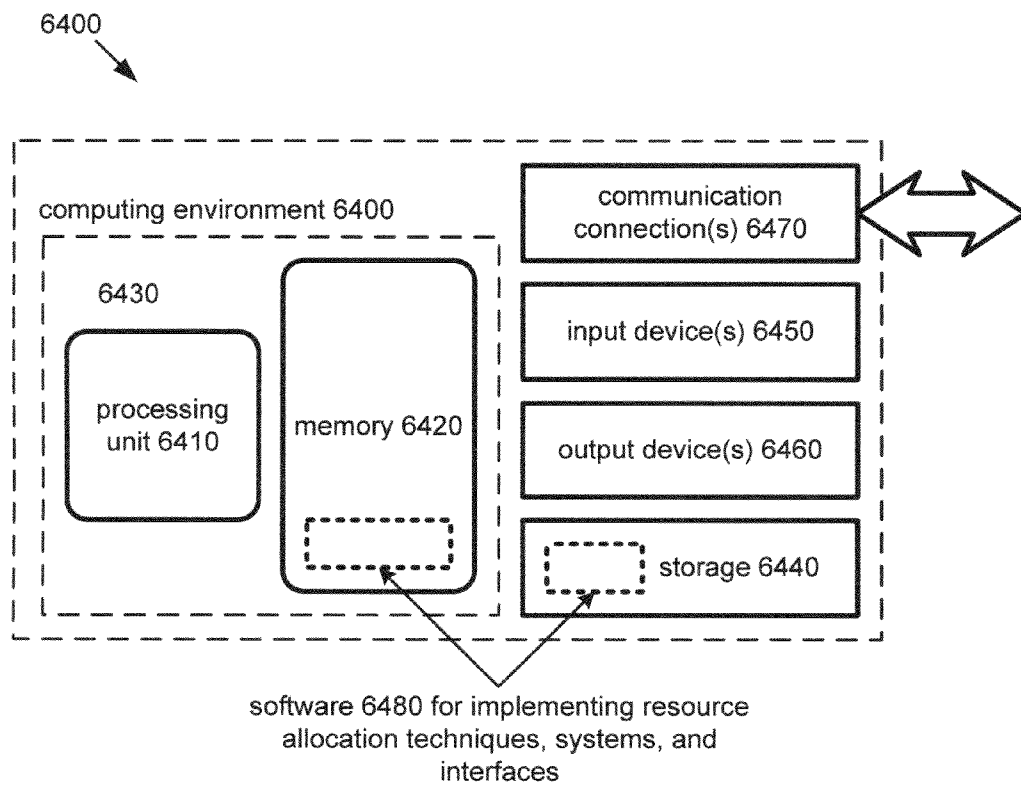 6400
computing environment 6400
6430
processing
unit 6410
memory 6420
communication
connection(s) 6470
input device(s) 6450
output device(s) 6460
storage 6440
software 6480 for implementing resource
allocation techniques, systems, and
interfaces